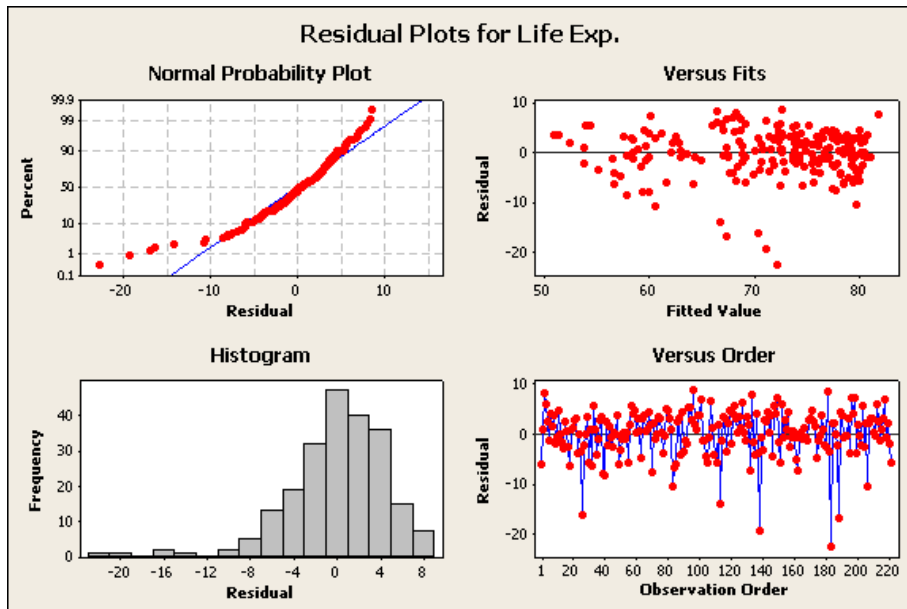 Residual Plots for Life Exp.
Normal Probability Plot
Percent
99.9
99
90
50
10
1
0.1
-20 -10 0 10
Residual
Versus Fits
Residual
10
0
-10
-20
50 60 70 80
Fitted Value
Histogram
Frequency
40
30
20
10
0
-20 -16 -12 -8 -4 0 4 8
Residual
Versus Order
Residual
10
0
-10
-20
1 20 40 60 80 100 120 140 160 180 200 220
Observation Order